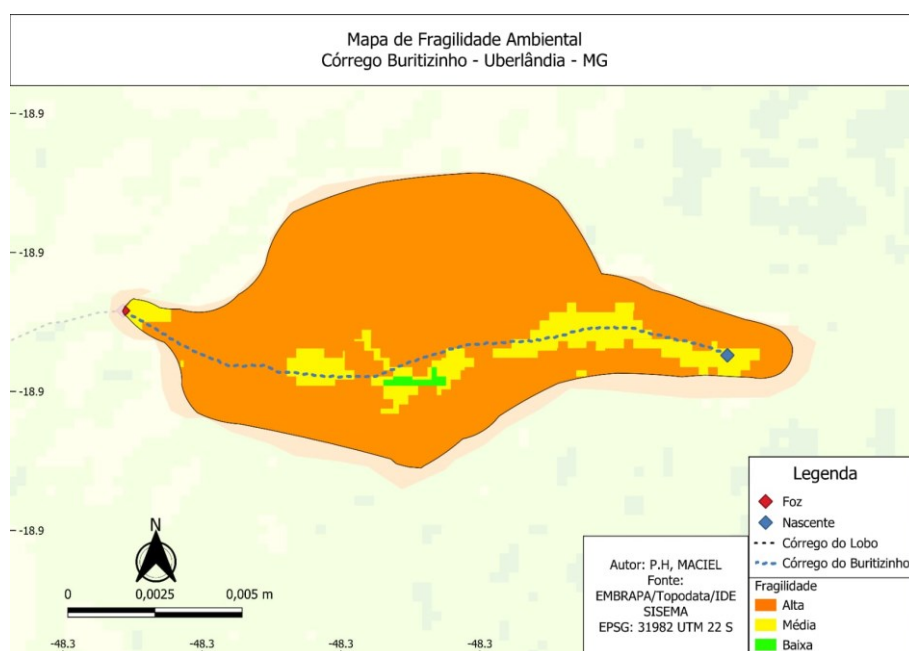 Mapa de Fragilidade Ambiental
Córrego Buritizinho - Uberlândia - MG
-18.9
-18.9
-18.9
-18.9
N
0 0,0025 0,005 m
-48.3 -48.3 -48.3 -48.3
Autor: P.H, MACIEL
Fonte:
EMBRAPA/Topodata/IDE
SISEMA
EPSG: 31982 UTM 22 S
Legenda
Foz
Nascente
Córrego do Lobo
Córrego do Buritizinho
Fragilidade
Alta
Média
Baixa